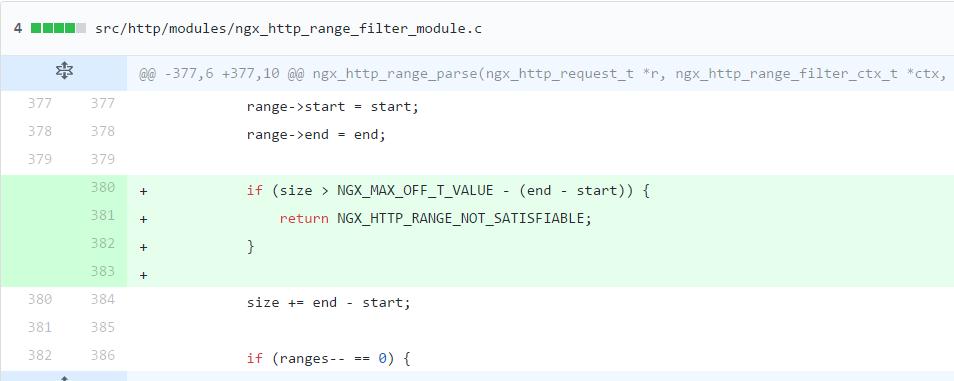 4 src/http/modules/ngx_http_range_filter_module.c
@@ -377,6 +377,10 @@ ngx_http_range_parse(ngx_http_request_t *r, ngx_http_range_filter_ctx_t *ctx,
377 377 range->start = start;
378 378 range->end = end;
379 379
380 + if (size > NGX_MAX_OFF_T_VALUE - (end - start)) {
381 + return NGX_HTTP_RANGE_NOT_SATISFIABLE;
382 + }
383 +
380 384 size += end - start;
381 385
382 386 if (ranges-- == 0) {